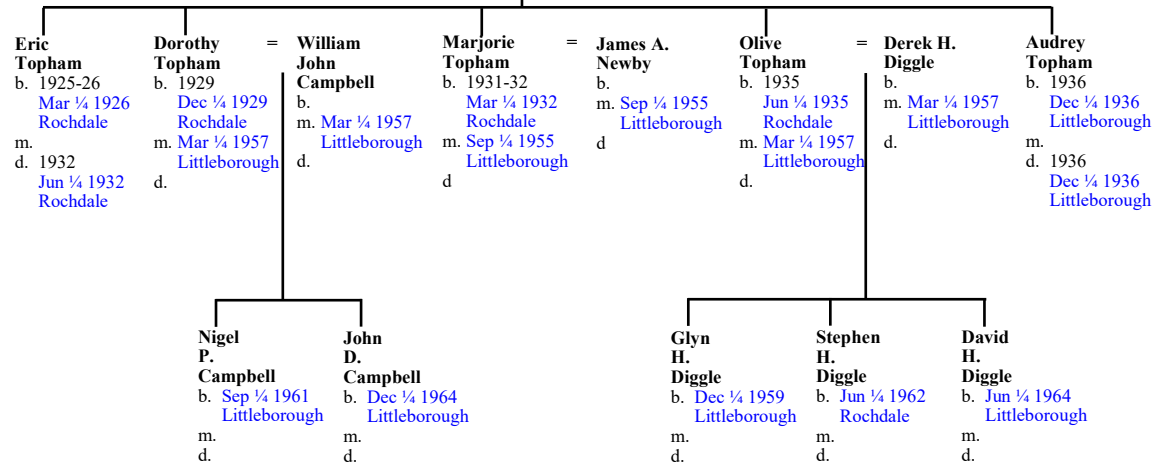 Eric
Topham
b. 1925-26
Mar ¼ 1926
Rochdale
m.
d. 1932
Jun ¼ 1932
Rochdale
Dorothy
Topham
b. 1929
Dec ¼ 1929
Rochdale
m. Mar ¼ 1957
Littleborough
d.
=
William
John
Campbell
b.
m. Mar ¼ 1957
Littleborough
d.
Marjorie
Topham
b. 1931-32
Mar ¼ 1932
Rochdale
m. Sep ¼ 1955
Littleborough
d
=
James A.
Newby
b.
m. Sep ¼ 1955
Littleborough
d
Olive
Topham
b. 1935
Jun ¼ 1935
Rochdale
m. Mar ¼ 1957
Littleborough
d.
=
Derek H.
Diggle
b.
m. Mar ¼ 1957
Littleborough
d.
Audrey
Topham
b. 1936
Dec ¼ 1936
Littleborough
m.
d. 1936
Dec ¼ 1936
Littleborough
Nigel
P.
Campbell
b. Sep ¼ 1961
Littleborough
m.
d.
John
D.
Campbell
b. Dec ¼ 1964
Littleborough
m.
d.
Glyn
H.
Diggle
b. Dec ¼ 1959
Littleborough
m.
d.
Stephen
H.
Diggle
b. Jun ¼ 1962
Rochdale
m.
d.
David
H.
Diggle
b. Jun ¼ 1964
Littleborough
m.
d.